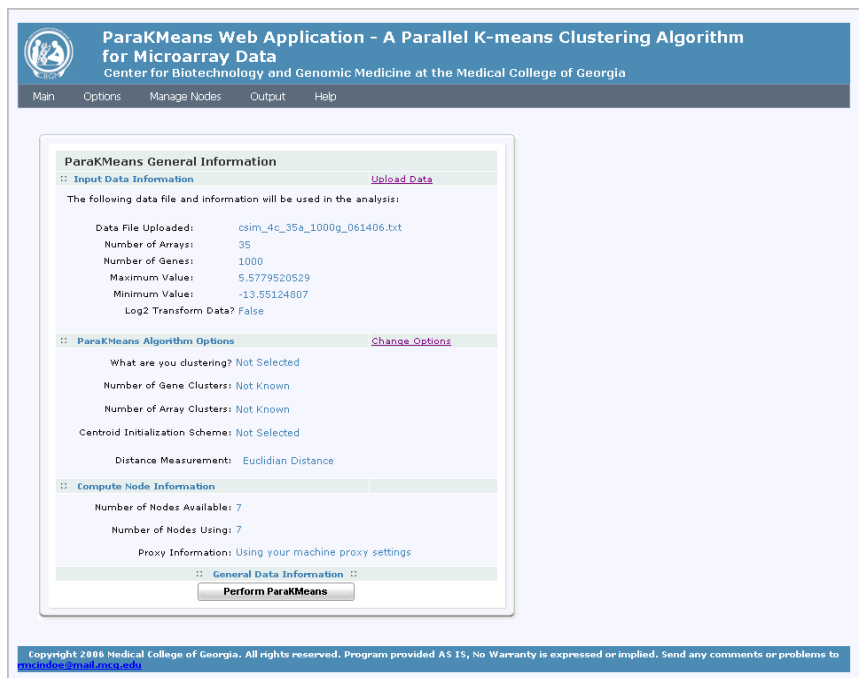 ParaKMeans Web Application - A Parallel K-means Clustering Algorithm
for Microarray Data
Center for Biotechnology and Genomic Medicine at the Medical College of Georgia
CBGM
Main Options Manage Nodes Output Help
ParaKMeans General Information
:: Input Data Information Upload Data
The following data file and information will be used in the analysis:
Data File Uploaded: csim_4c_35a_1000g_061406.txt
Number of Arrays: 35
Number of Genes: 1000
Maximum Value: 5.5779520529
Minimum Value: -13.55124807
Log2 Transform Data? False
:: ParaKMeans Algorithm Options Change Options
What are you clustering? Not Selected
Number of Gene Clusters: Not Known
Number of Array Clusters: Not Known
Centroid Initialization Scheme: Not Selected
Distance Measurement: Euclidian Distance
:: Compute Node Information
Number of Nodes Available: 7
Number of Nodes Using: 7
Proxy Information: Using your machine proxy settings
:: General Data Information ::
Perform ParaKMeans
Copyright 2006 Medical College of Georgia. All rights reserved. Program provided AS IS, No Warranty is expressed or implied. Send any comments or problems to
rmcindoe@mail.mcg.edu